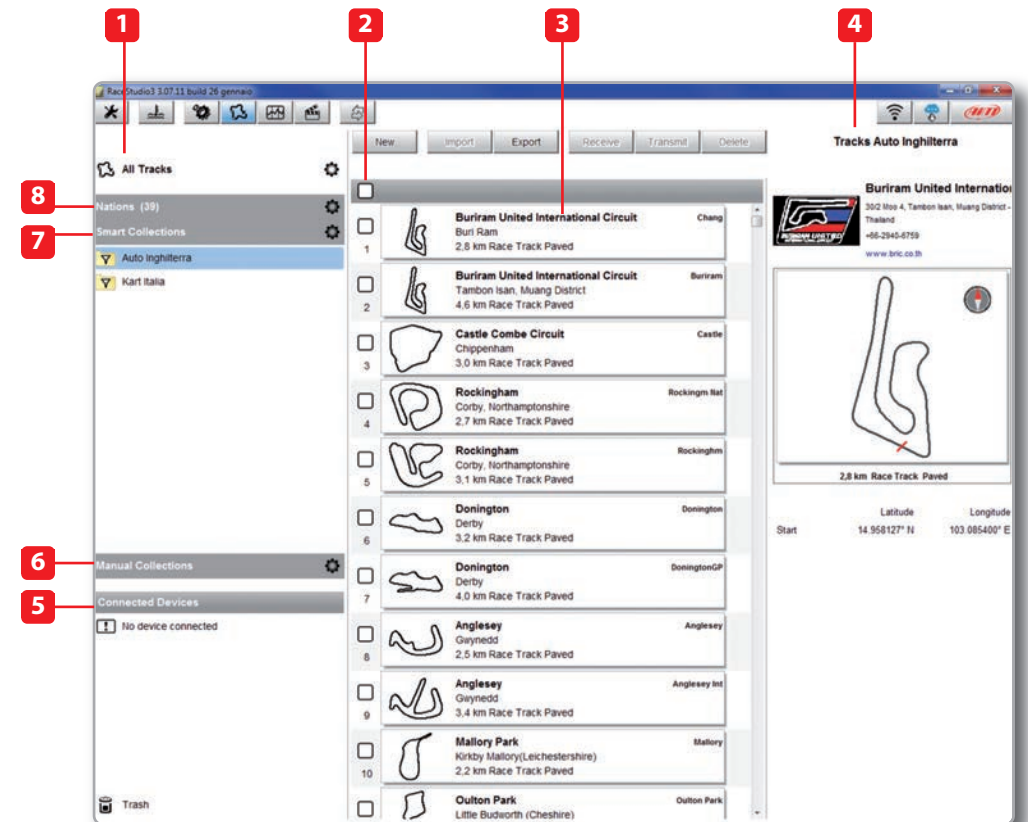 1
2
3
4
RaceStudio3 3.07.11 build 26 gennaio
AiM
New
Import
Export
Receive
Transmit
Delete
Tracks Auto Inghilterra
All Tracks
8
Nations (39)
7
Smart Collections
Auto Inghilterra
Kart Italia
6
Manual Collections
5
Connected Devices
No device connected
Trash
Buriram United International Circuit
Chang
Buri Ram
2,8 km Race Track Paved
1
Buriram United International Circuit
Buriram
Tambon Isan, Muang District
4,6 km Race Track Paved
2
Castle Combe Circuit
Castle
Chippenham
3,0 km Race Track Paved
3
Rockingham
Rockingm Nat
Corby, Northamptonshire
2,7 km Race Track Paved
4
Rockingham
Rockinghm
Corby, Northamptonshire
3,1 km Race Track Paved
5
Donington
Donington
Derby
3,2 km Race Track Paved
6
Donington
DoningtonGP
Derby
4,0 km Race Track Paved
7
Anglesey
Anglesey
Gwynedd
2,5 km Race Track Paved
8
Anglesey
Anglesey Int
Gwynedd
3,4 km Race Track Paved
9
Mallory Park
Mallory
Kirkby Mallory(Leichestershire)
2,2 km Race Track Paved
10
Oulton Park
Oulton Park
Little Budworth (Cheshire)
Buriram United Internation
30/2 Moo 4, Tambon Isan, Muang District -
Thailand
+66-2940-6759
www.bric.co.th
BURIRAM UNITED
INTERNATIONAL CIRCUIT
2,8 km Race Track Paved
Latitude
Longitude
Start
14.958127° N
103.085400° E